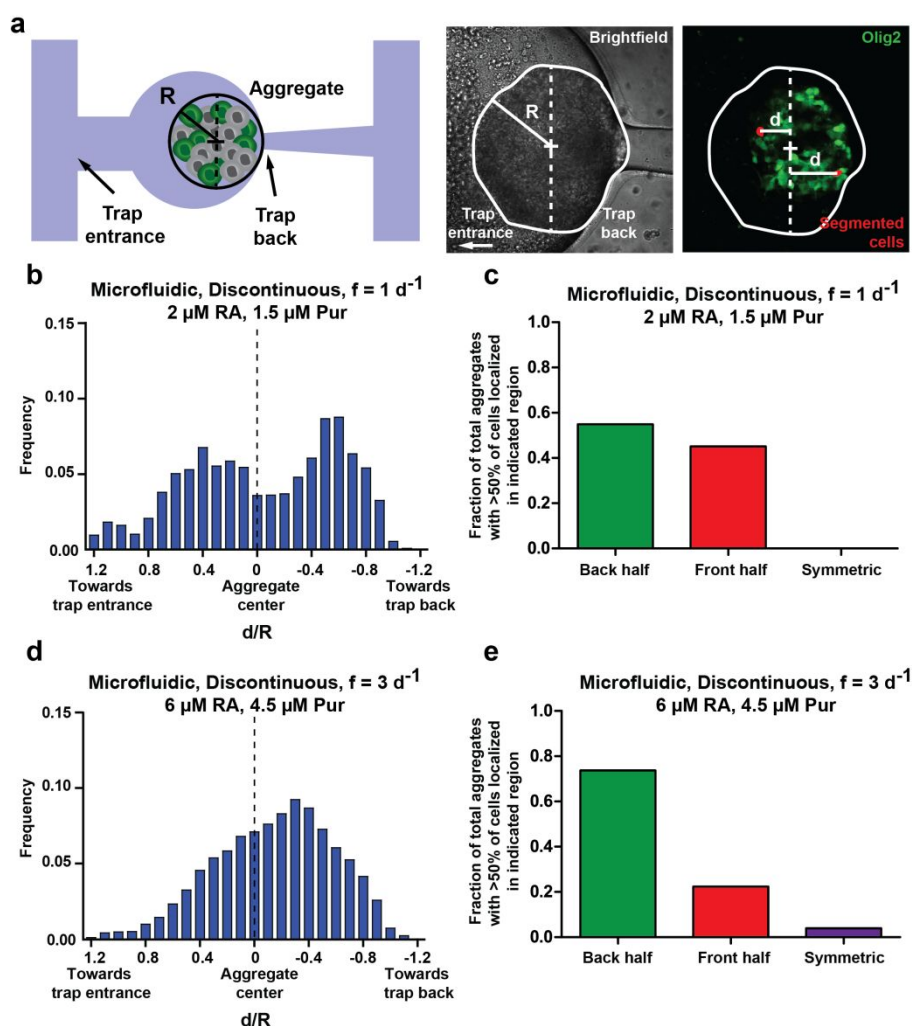 a
R
Aggregate
Trap
entrance
Trap
back
Brightfield
R
Trap
entrance
Trap
back
Olig2
d
d
Segmented
cells
b
Microfluidic, Discontinuous, f = 1 d⁻¹
2 µM RA, 1.5 µM Pur
Frequency
0.15
0.10
0.05
0.00
1.2 0.8 0.4 0 -0.4 -0.8 -1.2
Towards
trap entrance
Aggregate
center
Towards
trap back
d/R
c
Microfluidic, Discontinuous, f = 1 d⁻¹
2 µM RA, 1.5 µM Pur
Fraction of total aggregates
with >50% of cells localized
in indicated region
1.0
0.8
0.6
0.4
0.2
0.0
Back half Front half Symmetric
d
Microfluidic, Discontinuous, f = 3 d⁻¹
6 µM RA, 4.5 µM Pur
Frequency
0.15
0.10
0.05
0.00
1.2 0.8 0.4 0 -0.4 -0.8 -1.2
Towards
trap entrance
Aggregate
center
Towards
trap back
d/R
e
Microfluidic, Discontinuous, f = 3 d⁻¹
6 µM RA, 4.5 µM Pur
Fraction of total aggregates
with >50% of cells localized
in indicated region
1.0
0.8
0.6
0.4
0.2
0.0
Back half Front half Symmetric